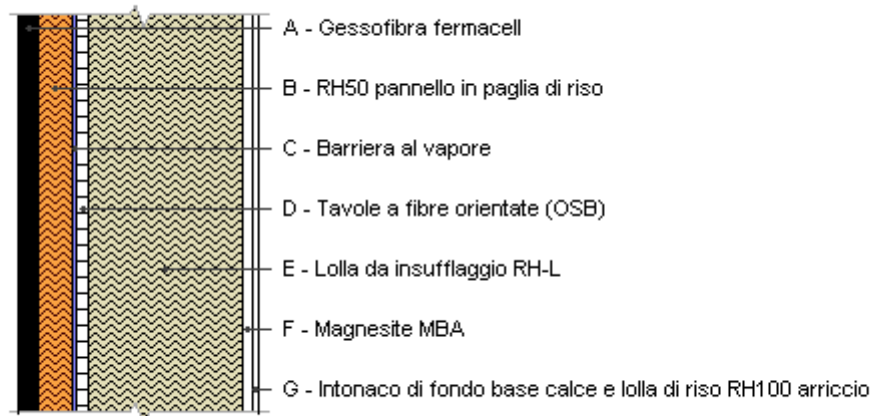 A - Gessofibra fermacell
B - RH50 pannello in paglia di riso
C - Barriera al vapore
D - Tavole a fibre orientate (OSB)
E - Lolla da insufflaggio RH-L
F - Magnesite MBA
G - Intonaco di fondo base calce e lolla di riso RH100 arriccio